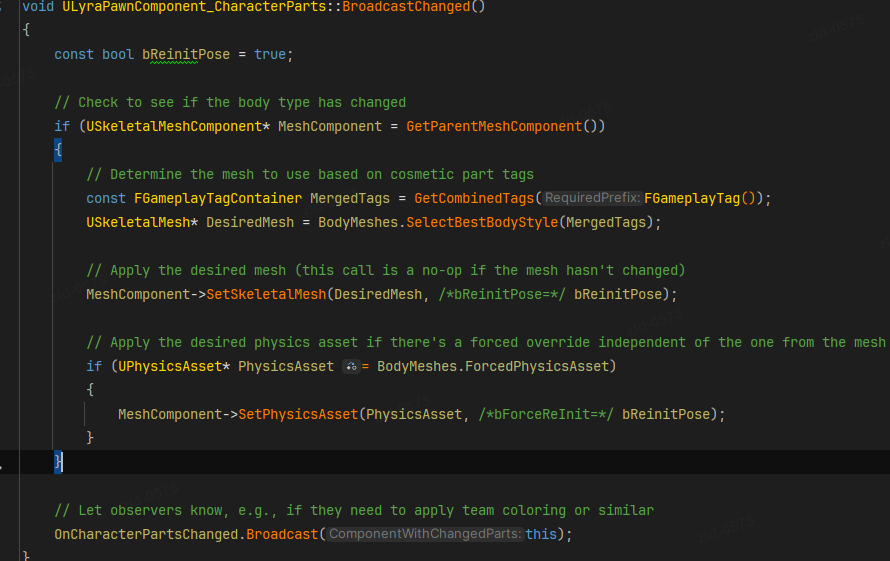 void ULyraPawnComponent_CharacterParts::BroadcastChanged()
{
const bool bReinitPose = true;
// Check to see if the body type has changed
if (USkeletalMeshComponent* MeshComponent = GetParentMeshComponent())
{
// Determine the mesh to use based on cosmetic part tags
const FGameplayTagContainer MergedTags = GetCombinedTags(RequiredPrefix:FGameplayTag());
USkeletalMesh* DesiredMesh = BodyMeshes.SelectBestBodyStyle(MergedTags);
// Apply the desired mesh (this call is a no-op if the mesh hasn't changed)
MeshComponent->SetSkeletalMesh(DesiredMesh, /*bReinitPose=*/ bReinitPose);
// Apply the desired physics asset if there's a forced override independent of the one from the mesh
if (UPhysicsAsset* PhysicsAsset = BodyMeshes.ForcedPhysicsAsset)
{
MeshComponent->SetPhysicsAsset(PhysicsAsset, /*bForceReInit=*/ bReinitPose);
}
}
// Let observers know, e.g., if they need to apply team coloring or similar
OnCharacterPartsChanged.Broadcast(ComponentWithChangedParts:this);
}